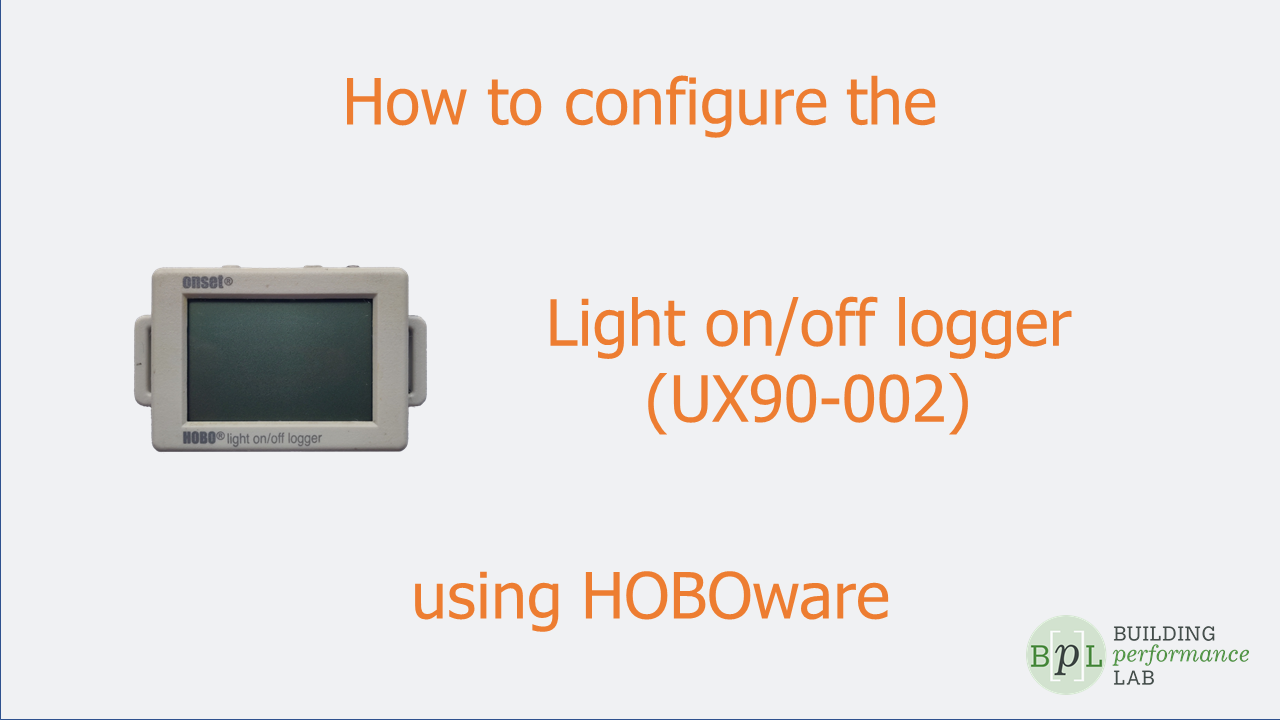 How to configure the
onset®
HOBO® light on/off logger
Light on/off logger
(UX90-002)
using HOBOware
B[p]L
BUILDING
performance
LAB